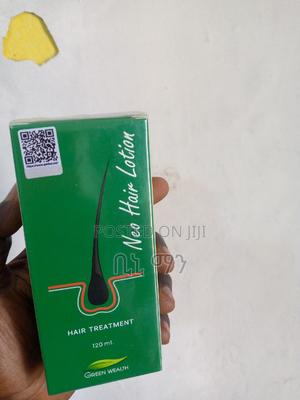 Neo Hair Lotion
POSTED ON JIJI
HAIR TREATMENT
120 ml.
GREEN WEALTH